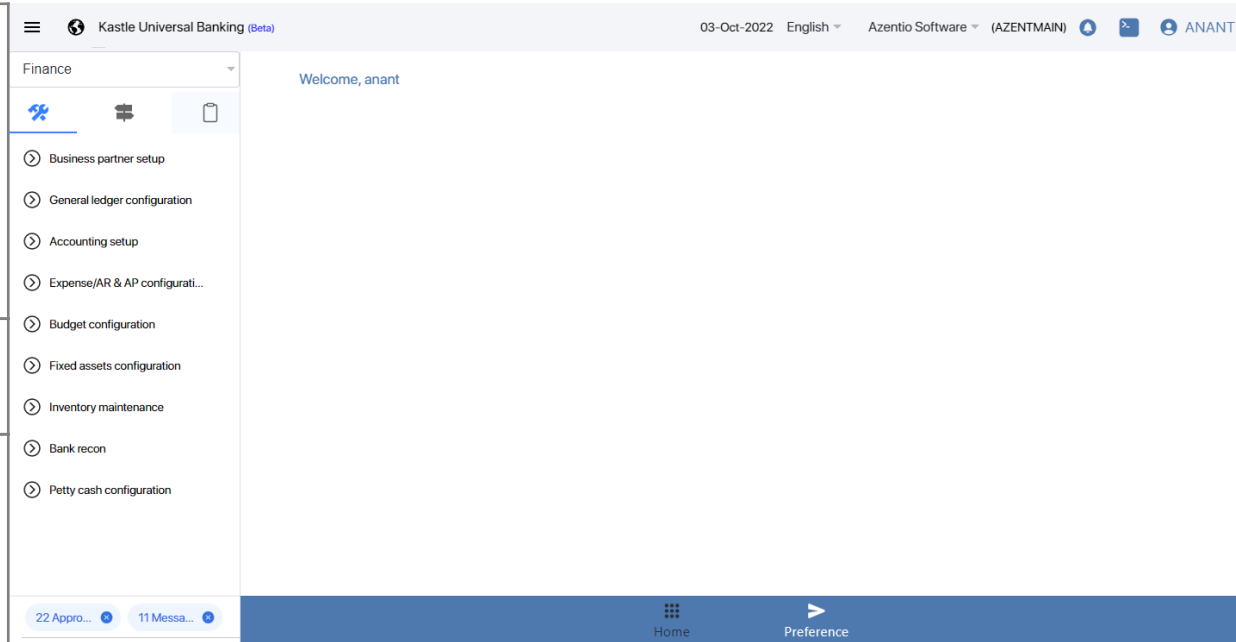 Kastle Universal Banking (Beta)
03-Oct-2022 English Azentio Software (AZENTMAIN) ANANT
Finance
Welcome, anant
Business partner setup
General ledger configuration
Accounting setup
Expense/AR & AP configurati...
Budget configuration
Fixed assets configuration
Inventory maintenance
Bank recon
Petty cash configuration
22 Appro... 11 Messa...
Home Preference